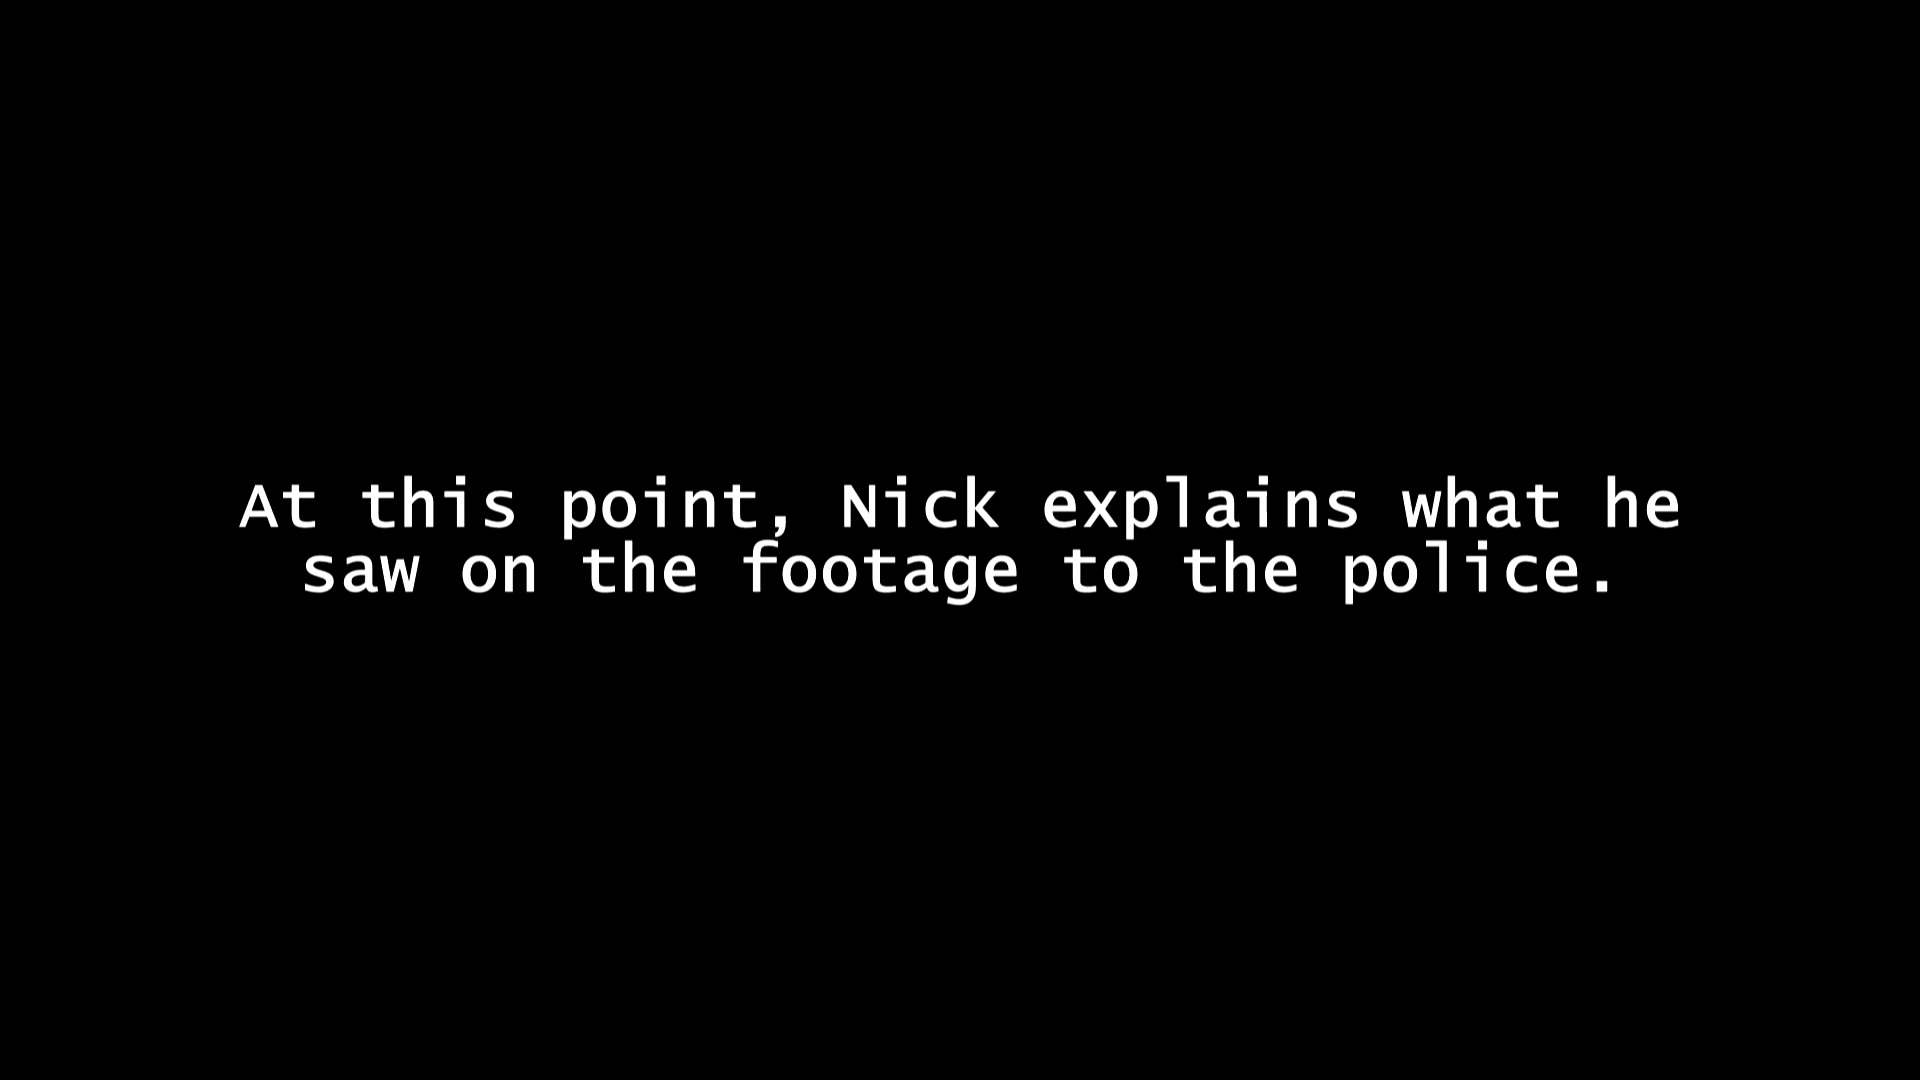 At this point, Nick explains what he
saw on the footage to the police.